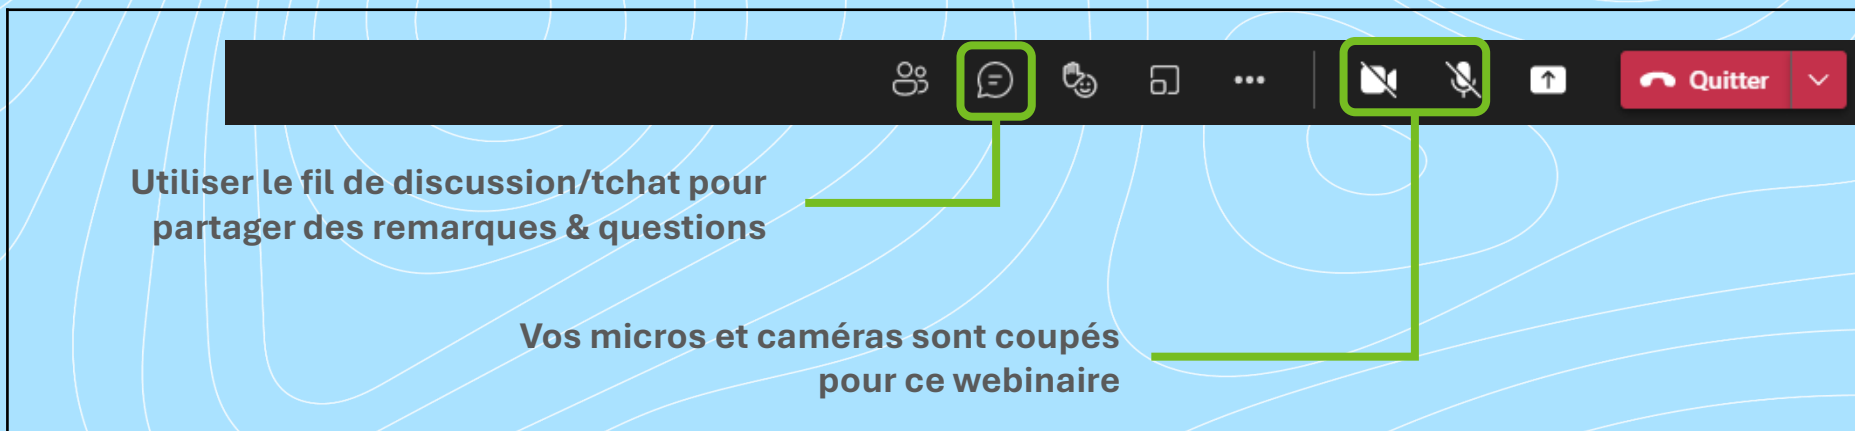 Quitter
Utiliser le fil de discussion/tchat pour
partager des remarques & questions
Vos micros et caméras sont coupés
pour ce webinaire